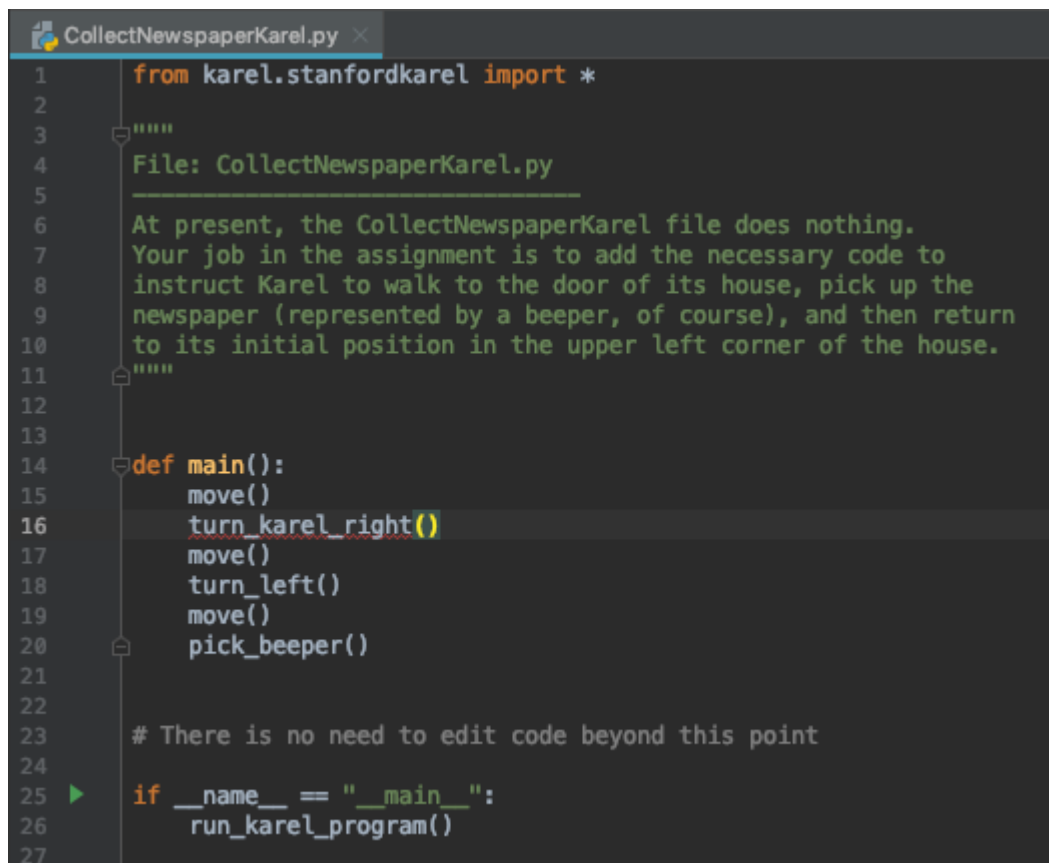 CollectNewspaperKarel.py ×
1 from karel.stanfordkarel import *
2
3 """
4 File: CollectNewspaperKarel.py
5 --------------------------------
6 At present, the CollectNewspaperKarel file does nothing.
7 Your job in the assignment is to add the necessary code to
8 instruct Karel to walk to the door of its house, pick up the
9 newspaper (represented by a beeper, of course), and then return
10 to its initial position in the upper left corner of the house.
11 """
12
13
14 def main():
15     move()
16     turn_karel_right()
17     move()
18     turn_left()
19     move()
20     pick_beeper()
21
22
23 # There is no need to edit code beyond this point
24
25 if __name__ == "__main__":
26     run_karel_program()
27